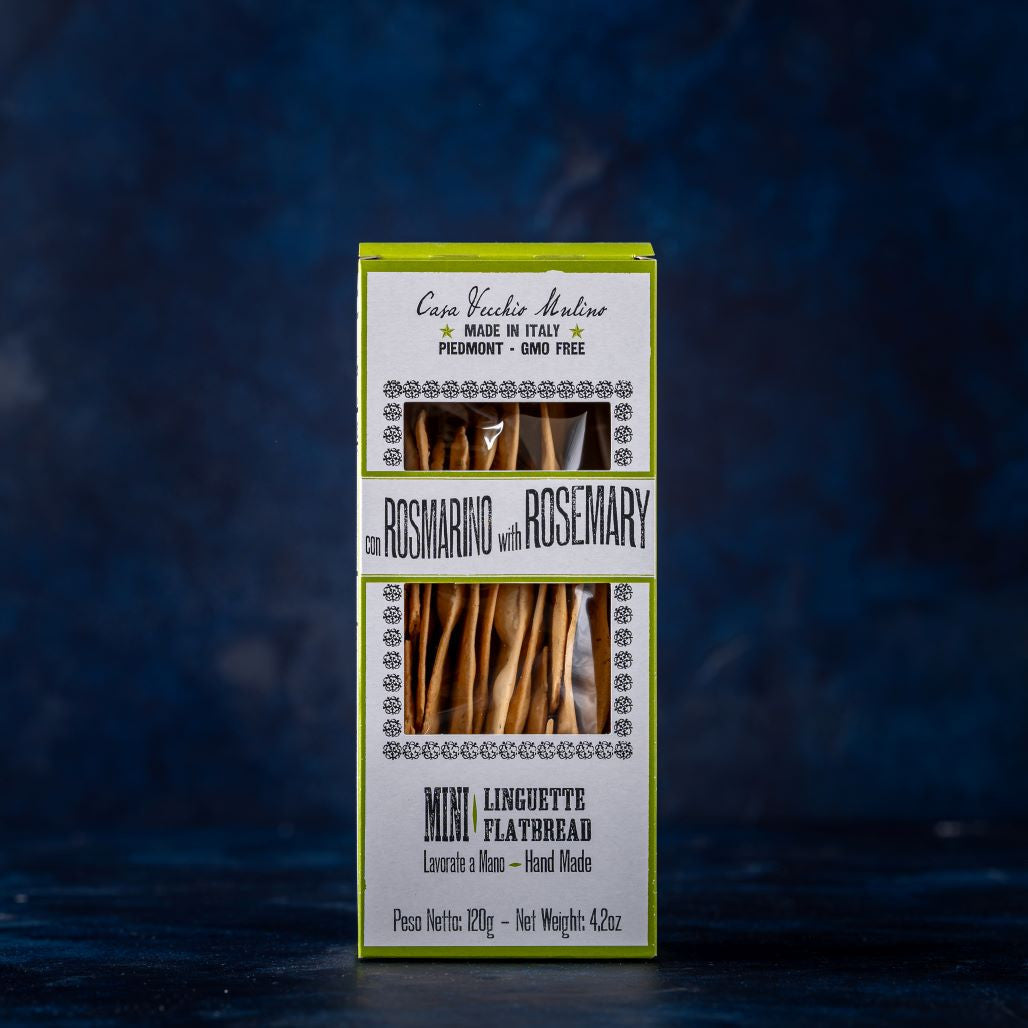 Casa Vecchio Mulino
MADE IN ITALY
PIEDMONT - GMO FREE
con ROSMARINO with ROSEMARY
MINI LINGUETTE
FLATBREAD
Lavorate a Mano - Hand Made
Peso Netto: 120g - Net Weight: 4,2oz